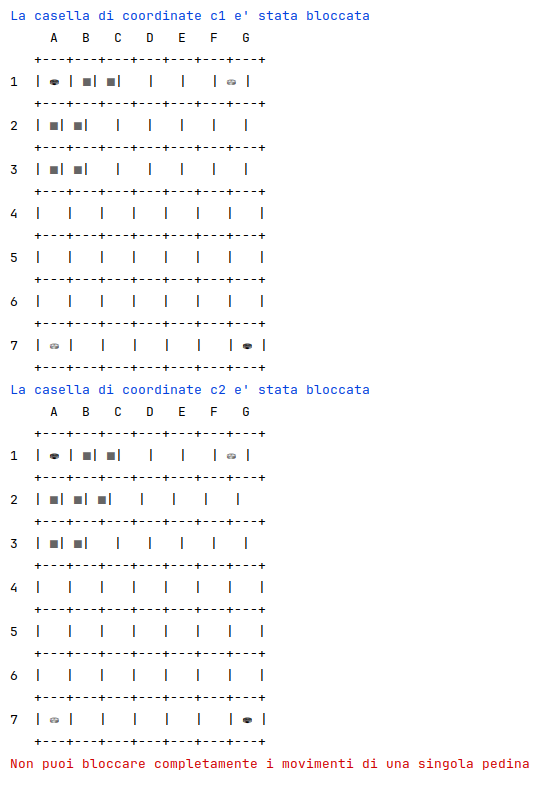 La casella di coordinate c1 e' stata bloccata
A B C D E F G
+---+---+---+---+---+---+---+
1 | ⛂ | ■| ■| | | | ⛀ |
+---+---+---+---+---+---+---+
2 | ■| ■| | | | | |
+---+---+---+---+---+---+---+
3 | ■| ■| | | | | |
+---+---+---+---+---+---+---+
4 | | | | | | | |
+---+---+---+---+---+---+---+
5 | | | | | | | |
+---+---+---+---+---+---+---+
6 | | | | | | | |
+---+---+---+---+---+---+---+
7 | ⛀ | | | | | | ⛂ |
+---+---+---+---+---+---+---+
La casella di coordinate c2 e' stata bloccata
A B C D E F G
+---+---+---+---+---+---+---+
1 | ⛂ | ■| ■| | | | ⛀ |
+---+---+---+---+---+---+---+
2 | ■| ■| ■| | | | |
+---+---+---+---+---+---+---+
3 | ■| ■| | | | | |
+---+---+---+---+---+---+---+
4 | | | | | | | |
+---+---+---+---+---+---+---+
5 | | | | | | | |
+---+---+---+---+---+---+---+
6 | | | | | | | |
+---+---+---+---+---+---+---+
7 | ⛀ | | | | | | ⛂ |
+---+---+---+---+---+---+---+
Non puoi bloccare completamente i movimenti di una singola pedina